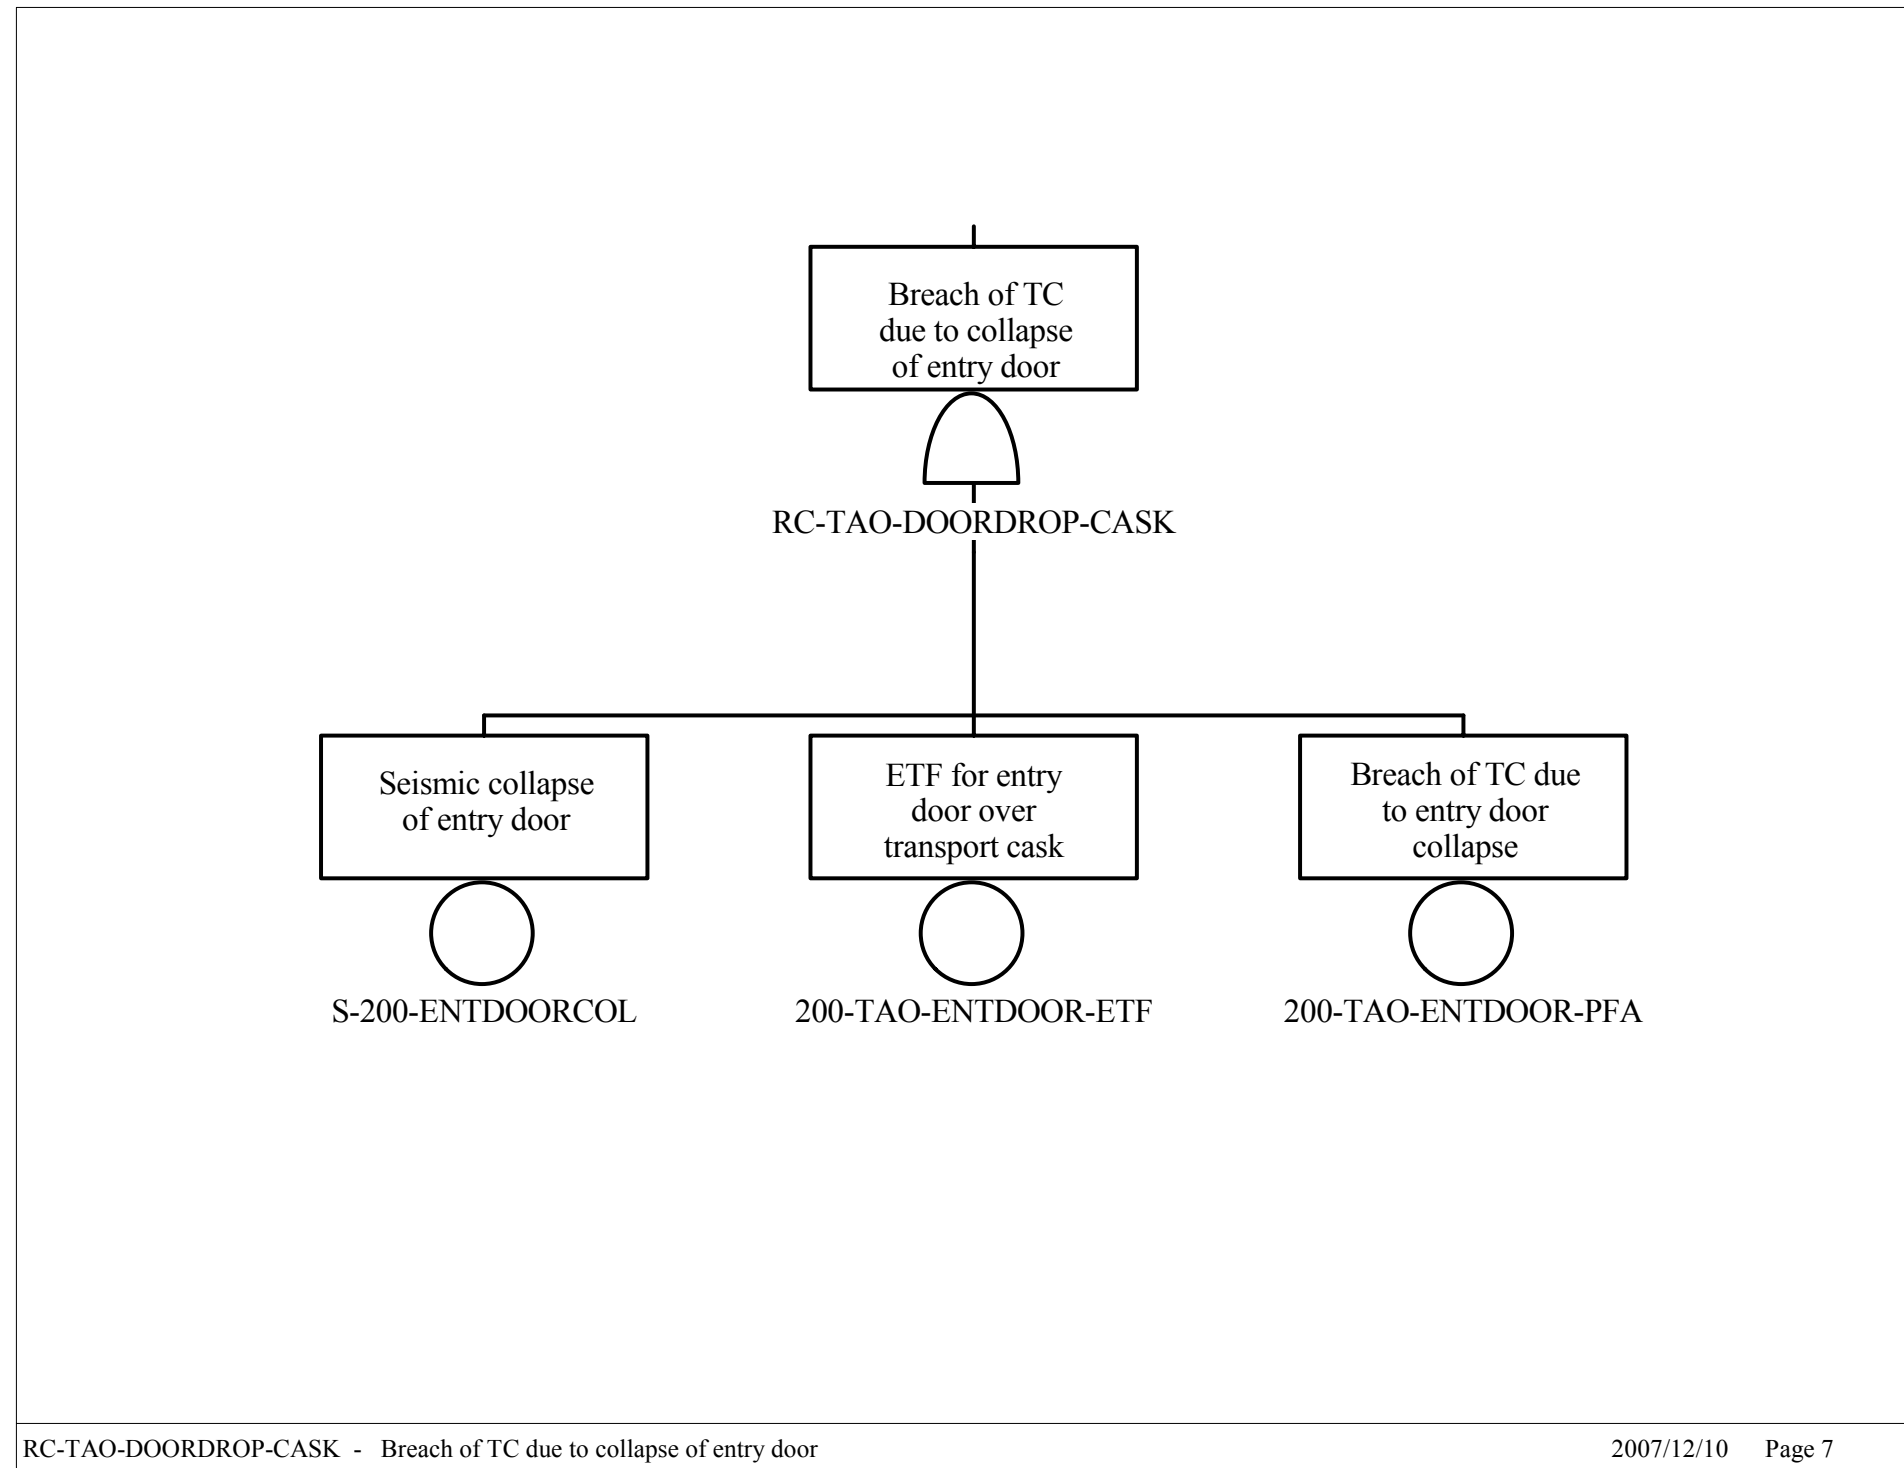 Breach of TC
due to collapse
of entry door
RC-TAO-DOORDROP-CASK
Seismic collapse
of entry door
S-200-ENTDOORCOL
ETF for entry
door over
transport cask
200-TAO-ENTDOOR-ETF
Breach of TC due
to entry door
collapse
200-TAO-ENTDOOR-PFA
RC-TAO-DOORDROP-CASK - Breach of TC due to collapse of entry door
2007/12/10 Page 7